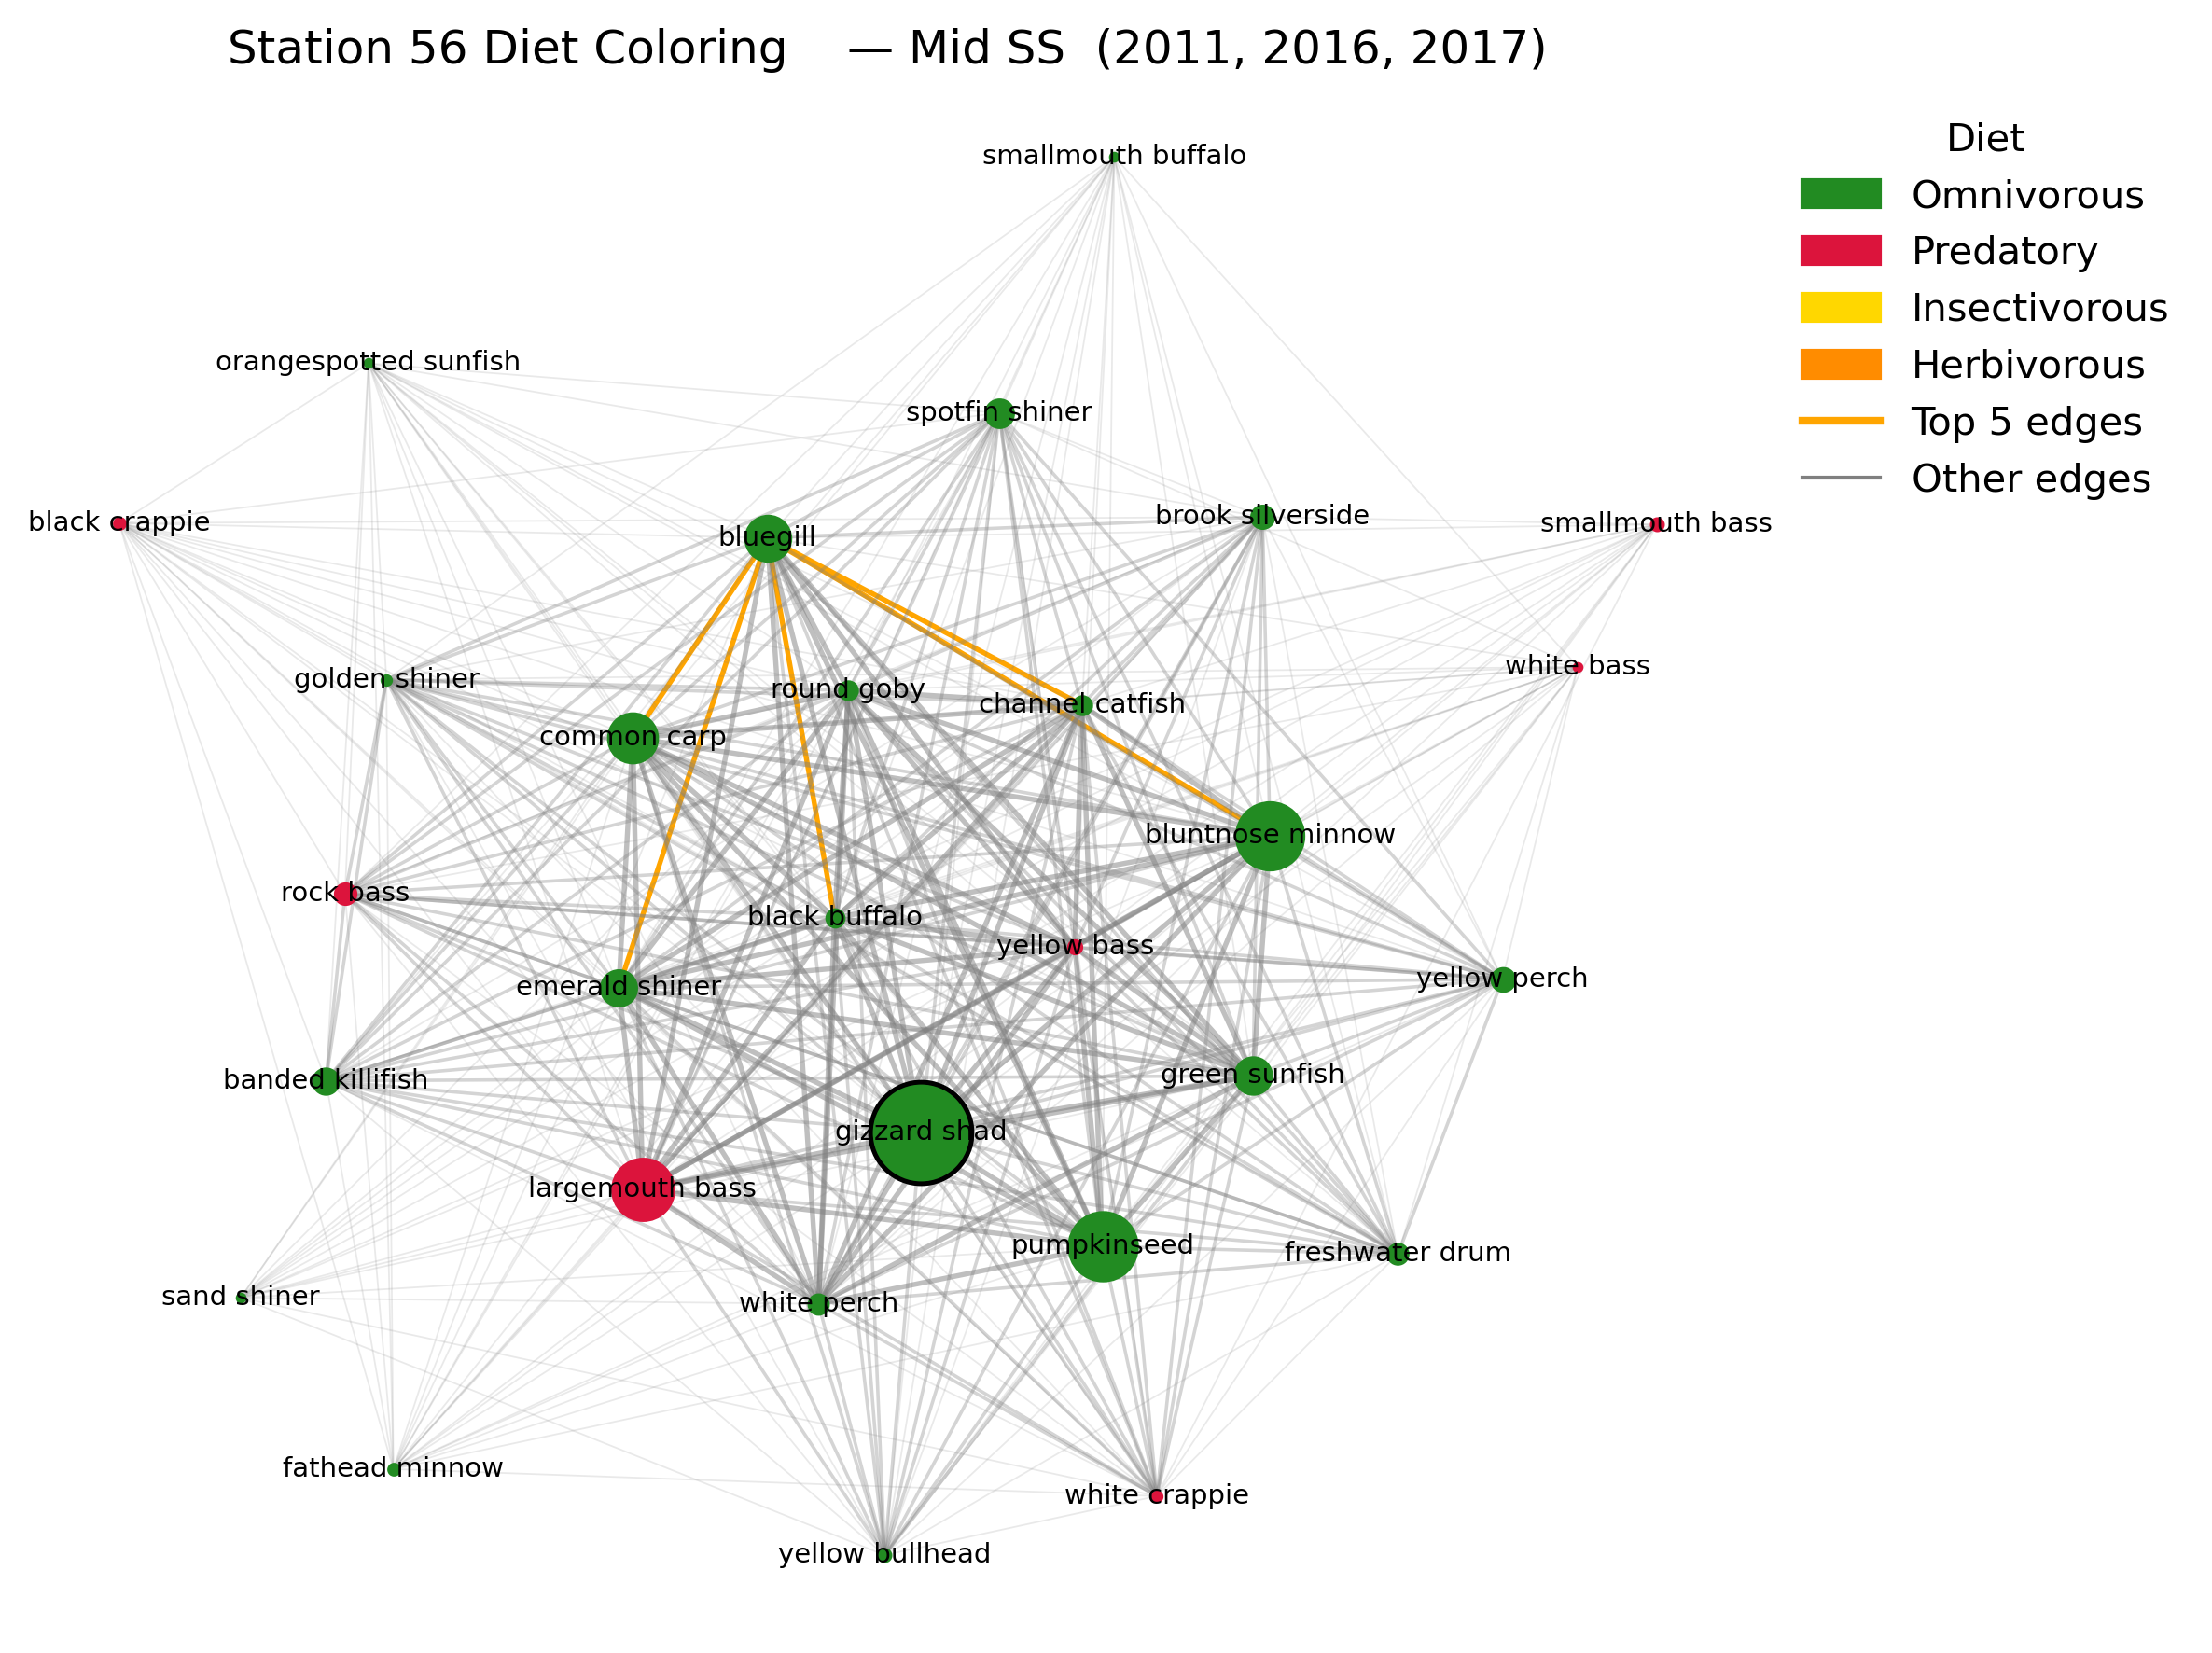 Station 56 Diet Coloring — Mid SS (2011, 2016, 2017)
Diet
Omnivorous
Predatory
Insectivorous
Herbivorous
Top 5 edges
Other edges
smallmouth buffalo
orangespotted sunfish
spotfin shiner
black crappie
brook silverside
smallmouth bass
bluegill
white bass
golden shiner
round goby
channel catfish
common carp
bluntnose minnow
rock bass
black buffalo
yellow bass
yellow perch
emerald shiner
banded killifish
green sunfish
gizzard shad
largemouth bass
pumpkinseed
freshwater drum
sand shiner
white perch
fathead minnow
white crappie
yellow bullhead